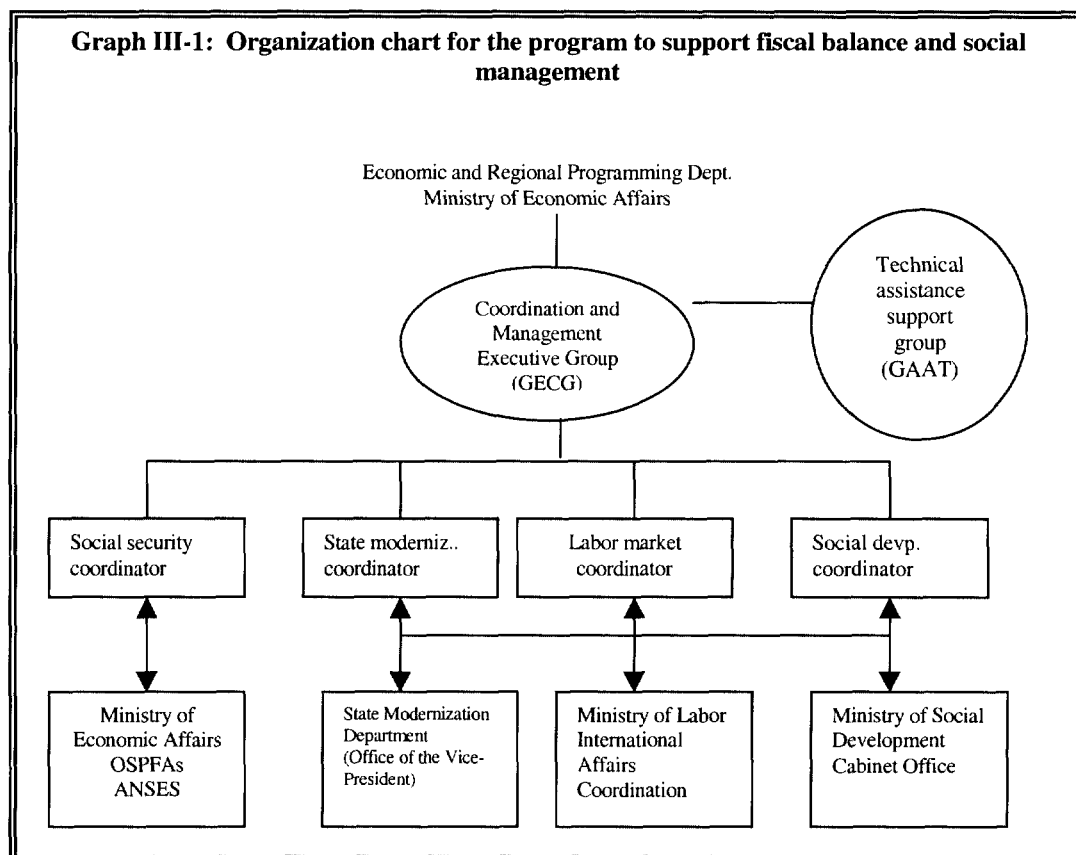 Graph III-1: Organization chart for the program to support fiscal balance and social
management
Economic and Regional Programming Dept.
Ministry of Economic Affairs
Coordination and
Management
Executive Group
(GECG)
Technical
assistance
support
group
(GAAT)
Social security
coordinator
State moderniz..
coordinator
Labor market
coordinator
Social devp.
coordinator
Ministry of
Economic Affairs
OSPFAs
ANSES
State Modernization
Department
(Office of the Vice-
President)
Ministry of Labor
International
Affairs
Coordination
Ministry of Social
Development
Cabinet Office